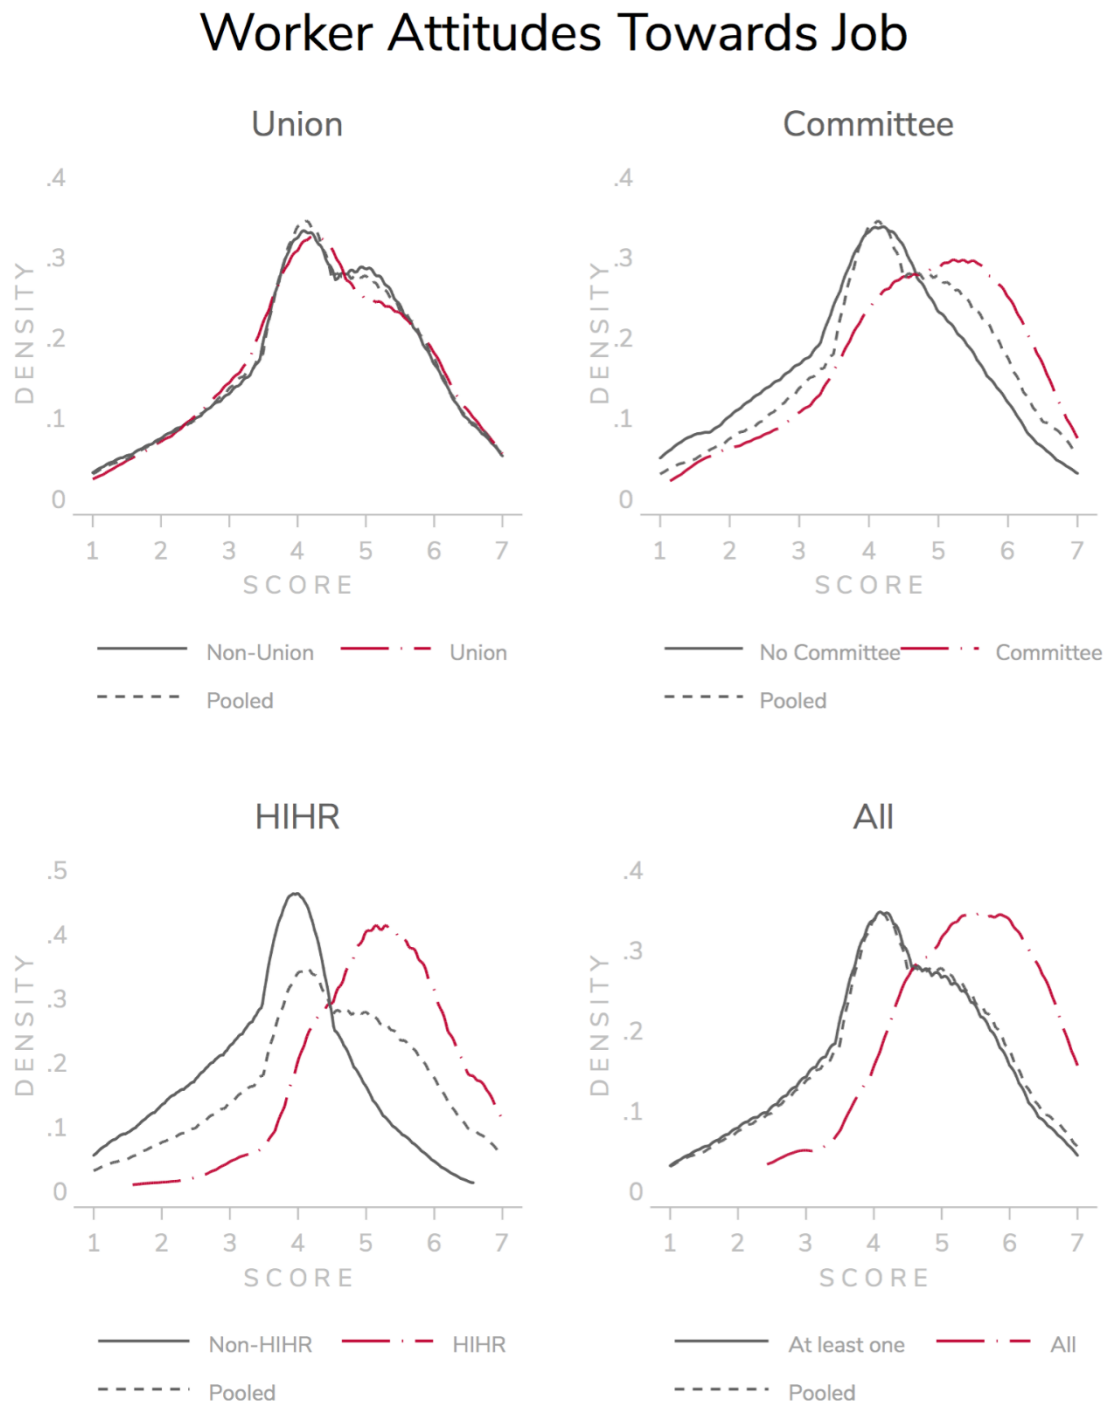 Worker Attitudes Towards Job
Union
.4
.3
.2
.1
0
DENSITY
1 2 3 4 5 6 7
SCORE
Non-Union Union
Pooled
Committee
.4
.3
.2
.1
0
DENSITY
1 2 3 4 5 6 7
SCORE
No Committee Committee
Pooled
HIHR
.5
.4
.3
.2
.1
0
DENSITY
1 2 3 4 5 6 7
SCORE
Non-HIHR HIHR
Pooled
All
.4
.3
.2
.1
0
DENSITY
1 2 3 4 5 6 7
SCORE
At least one All
Pooled